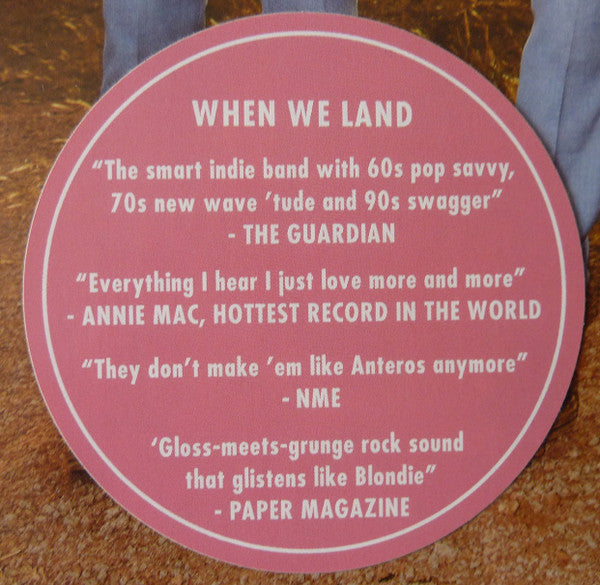 WHEN WE LAND
“The smart indie band with 60s pop savvy,
70s new wave ’tude and 90s swagger”
- THE GUARDIAN
“Everything I hear I just love more and more”
- ANNIE MAC, HOTTEST RECORD IN THE WORLD
“They don’t make ’em like Anteros anymore”
- NME
‘Gloss-meets-grunge rock sound
that glistens like Blondie”
- PAPER MAGAZINE